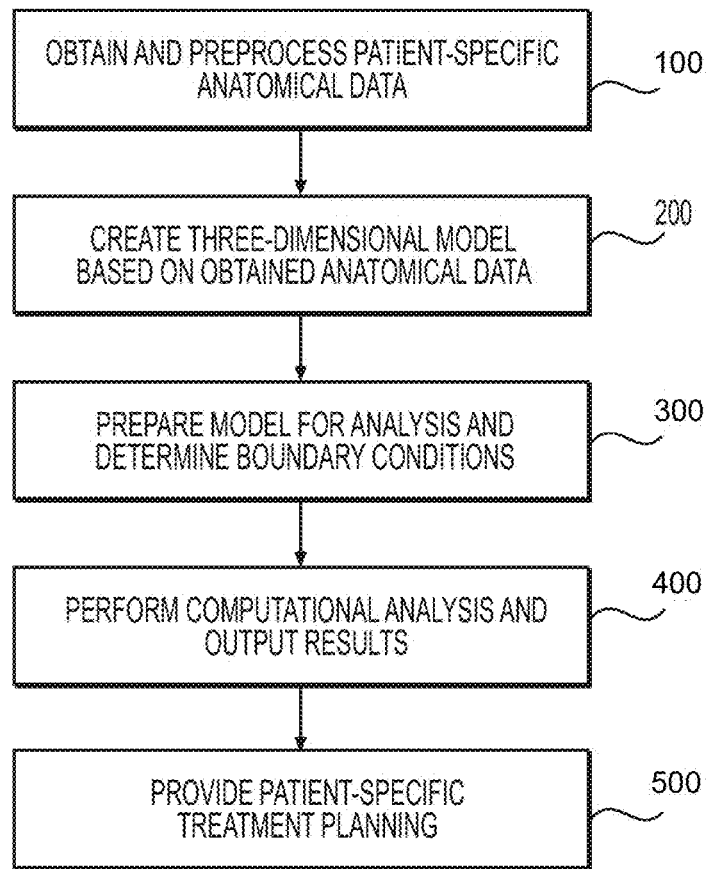 OBTAIN AND PREPROCESS PATIENT-SPECIFIC
ANATOMICAL DATA
100
CREATE THREE-DIMENSIONAL MODEL
BASED ON OBTAINED ANATOMICAL DATA
200
PREPARE MODEL FOR ANALYSIS AND
DETERMINE BOUNDARY CONDITIONS
300
PERFORM COMPUTATIONAL ANALYSIS AND
OUTPUT RESULTS
400
PROVIDE PATIENT-SPECIFIC
TREATMENT PLANNING
500